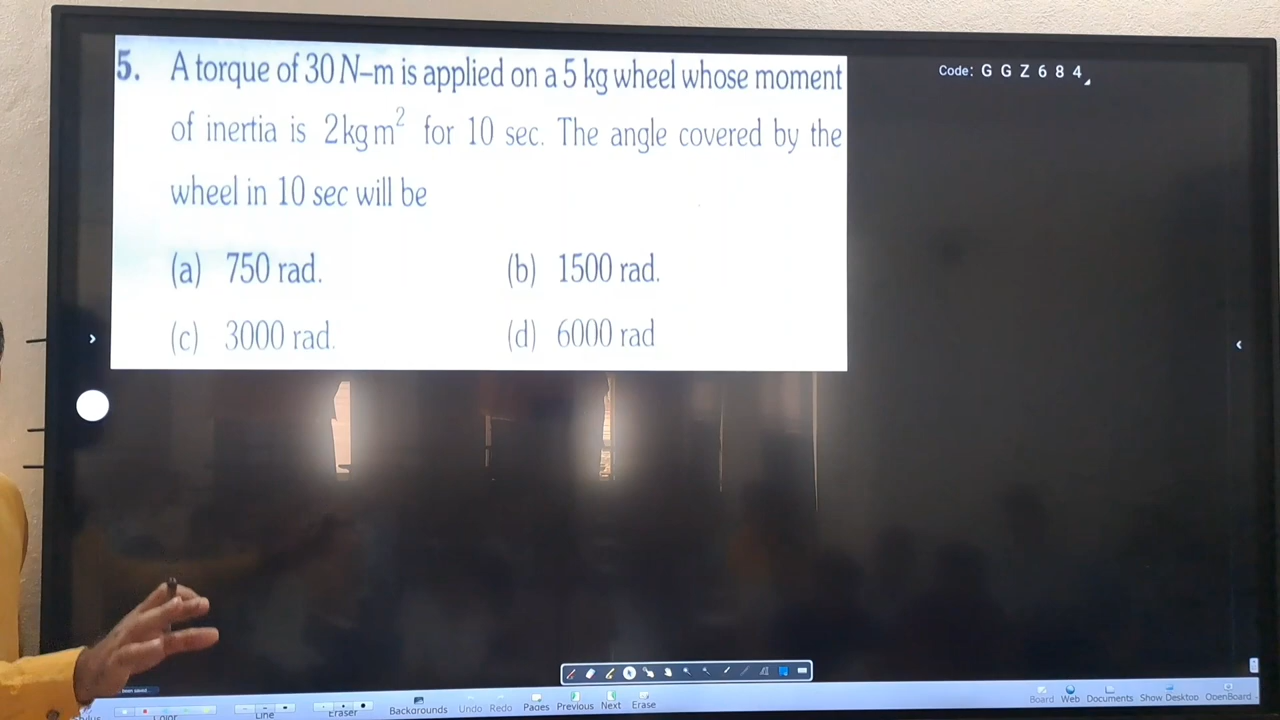 5. A torque of 30 N–m is applied on a 5 kg wheel whose moment
of inertia is 2 kg m² for 10 sec. The angle covered by the
wheel in 10 sec will be
(a) 750 rad. (b) 1500 rad.
(c) 3000 rad. (d) 6000 rad
Code: G G Z 6 8 4
Color Line Eraser Backgrounds Undo Redo Pages Previous Next Erase
Board Web Documents Show Desktop OpenBoard